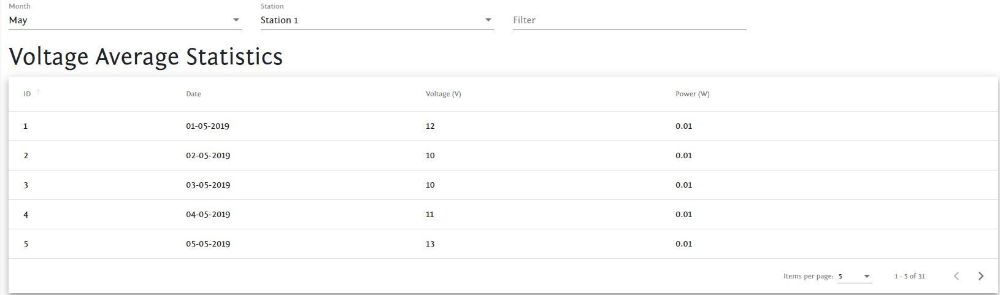 Month Station
May Station 1 Filter
Voltage Average Statistics
ID Date Voltage (V) Power (W)
1 01-05-2019 12 0.01
2 02-05-2019 10 0.01
3 03-05-2019 10 0.01
4 04-05-2019 11 0.01
5 05-05-2019 13 0.01
Items per page: 5 1 - 5 of 31